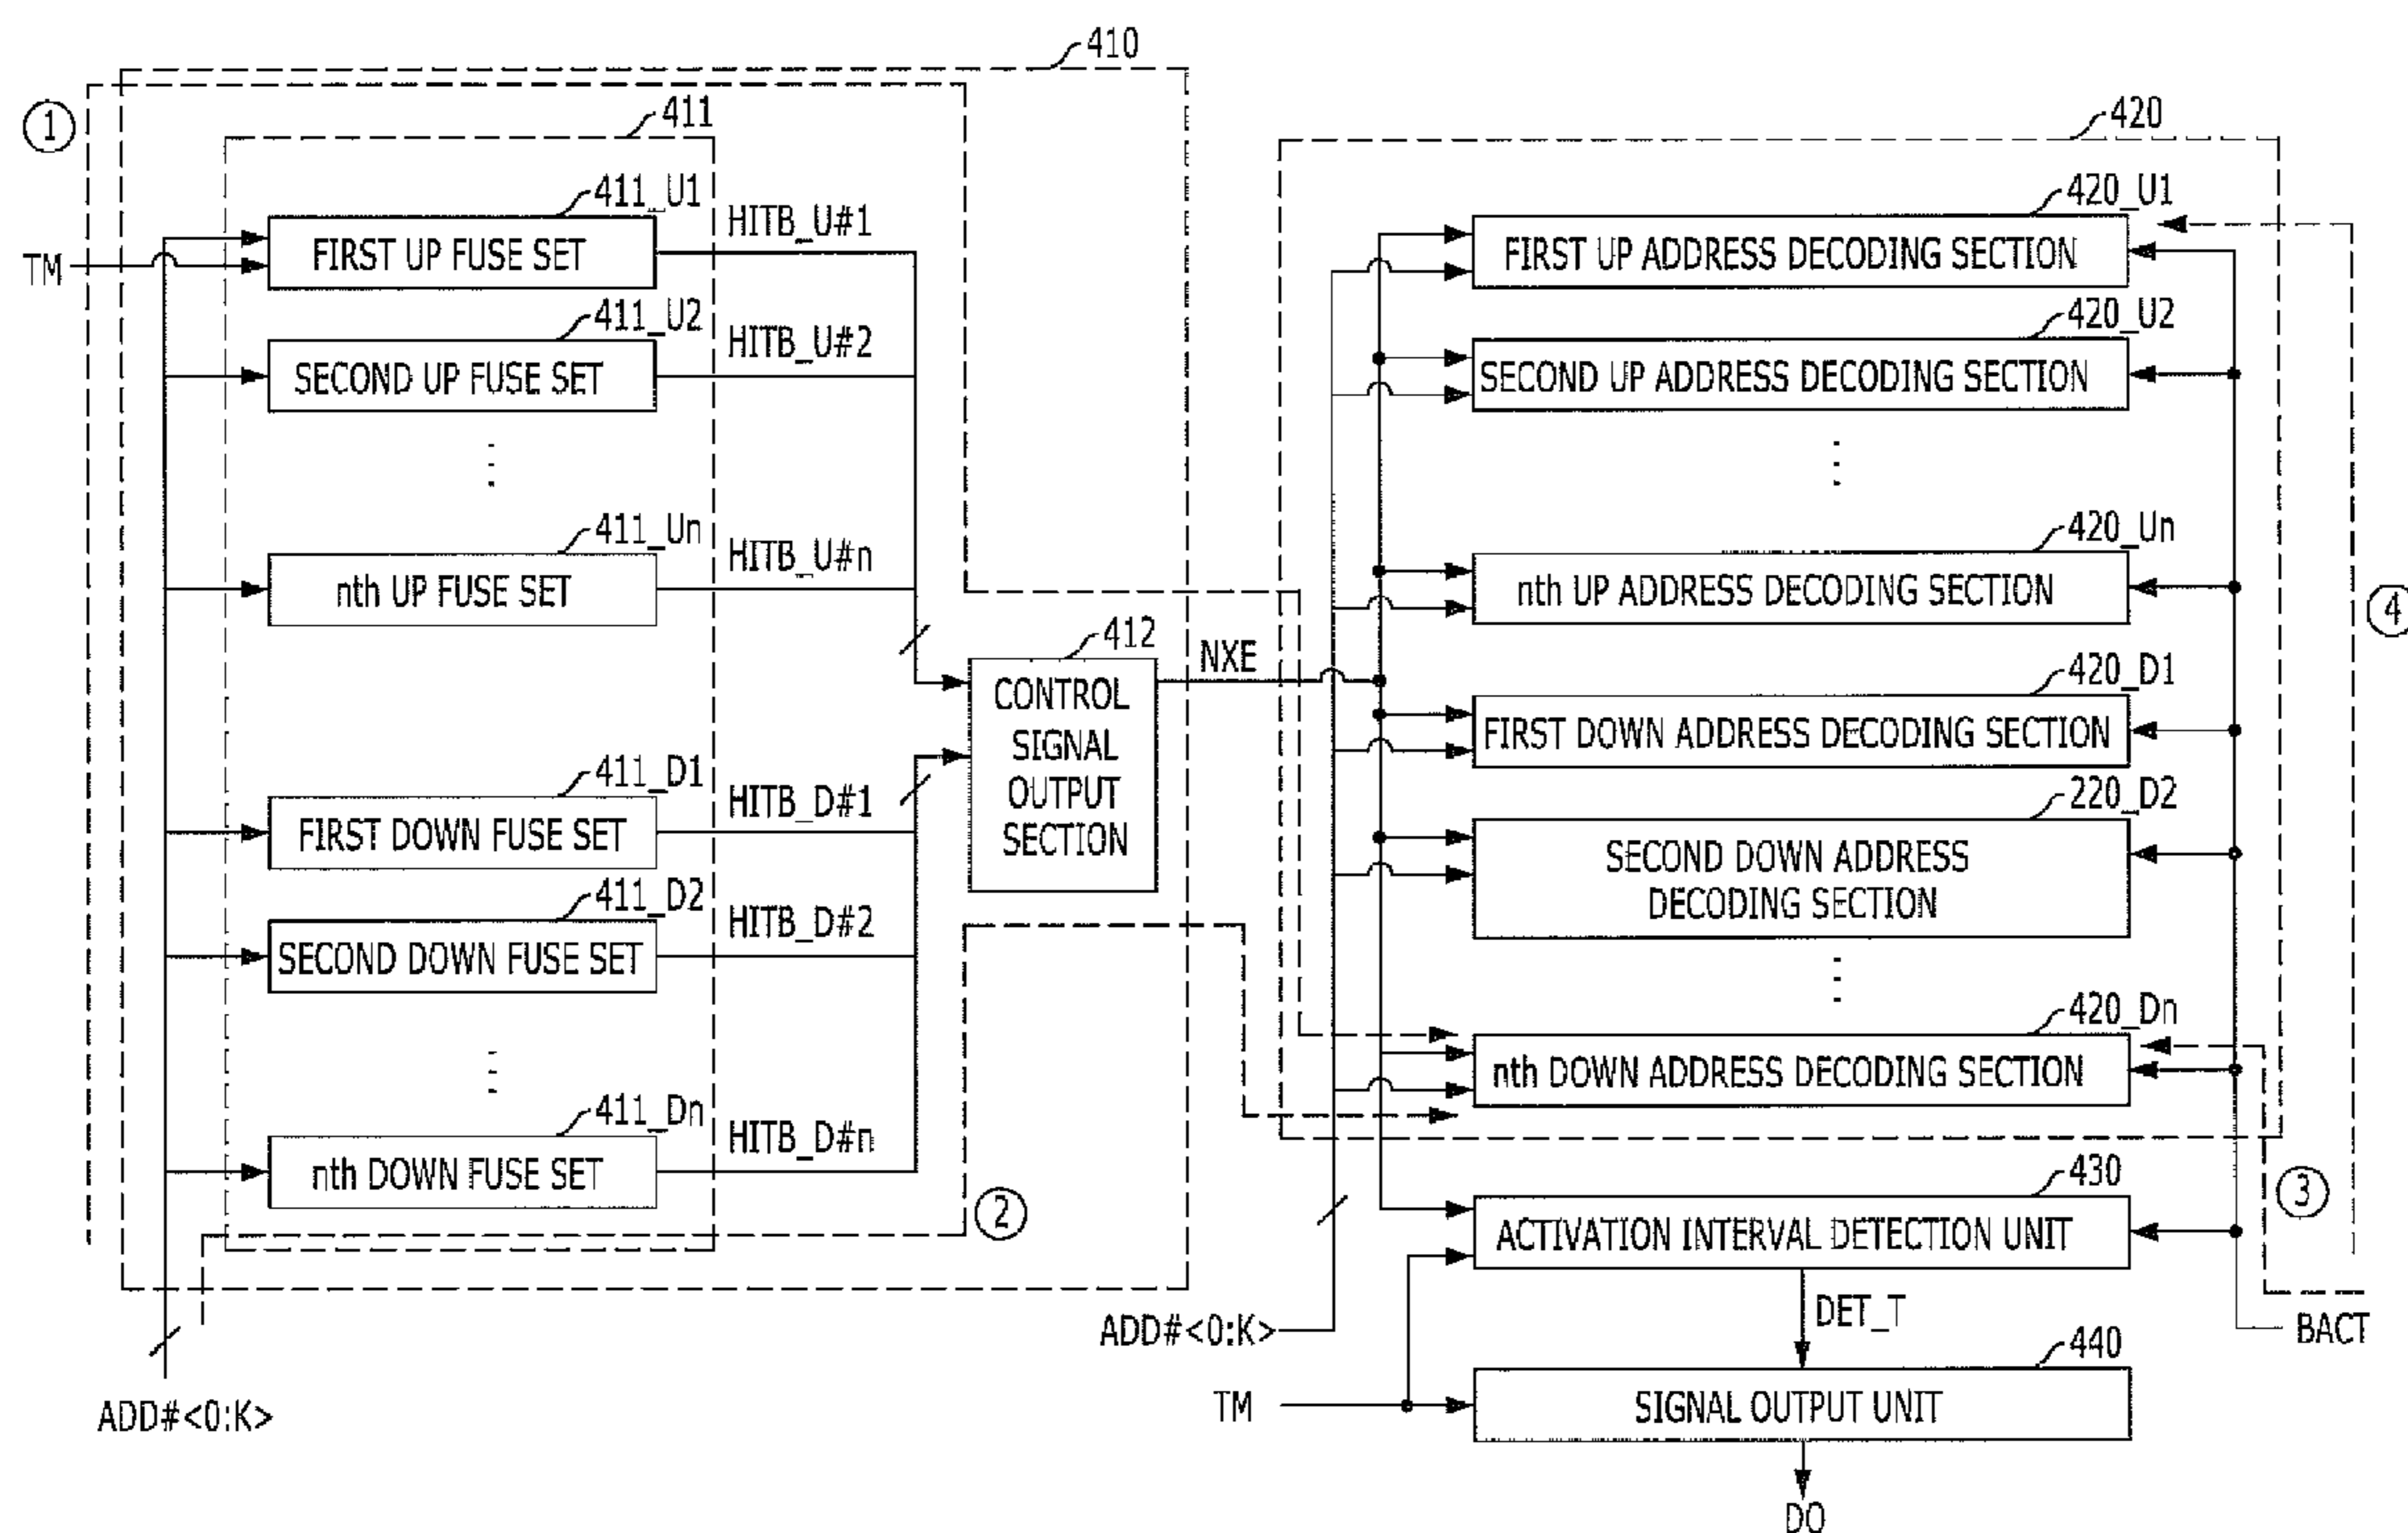 410
1
411
420
411_U1
HITB_U#1
420_U1
TM
FIRST UP FUSE SET
FIRST UP ADDRESS DECODING SECTION
411_U2
HITB_U#2
420_U2
SECOND UP FUSE SET
SECOND UP ADDRESS DECODING SECTION
411_Un
HITB_U#n
420_Un
nth UP FUSE SET
nth UP ADDRESS DECODING SECTION
4
412
NXE
CONTROL
SIGNAL
OUTPUT
SECTION
420_D1
FIRST DOWN ADDRESS DECODING SECTION
411_D1
HITB_D#1
220_D2
FIRST DOWN FUSE SET
SECOND DOWN ADDRESS
DECODING SECTION
411_D2
HITB_D#2
SECOND DOWN FUSE SET
420_Dn
nth DOWN ADDRESS DECODING SECTION
411_Dn
HITB_D#n
nth DOWN FUSE SET
2
430
3
ACTIVATION INTERVAL DETECTION UNIT
DET_T
ADD#<0:K>
BACT
440
ADD#<0:K>
TM
SIGNAL OUTPUT UNIT
DO